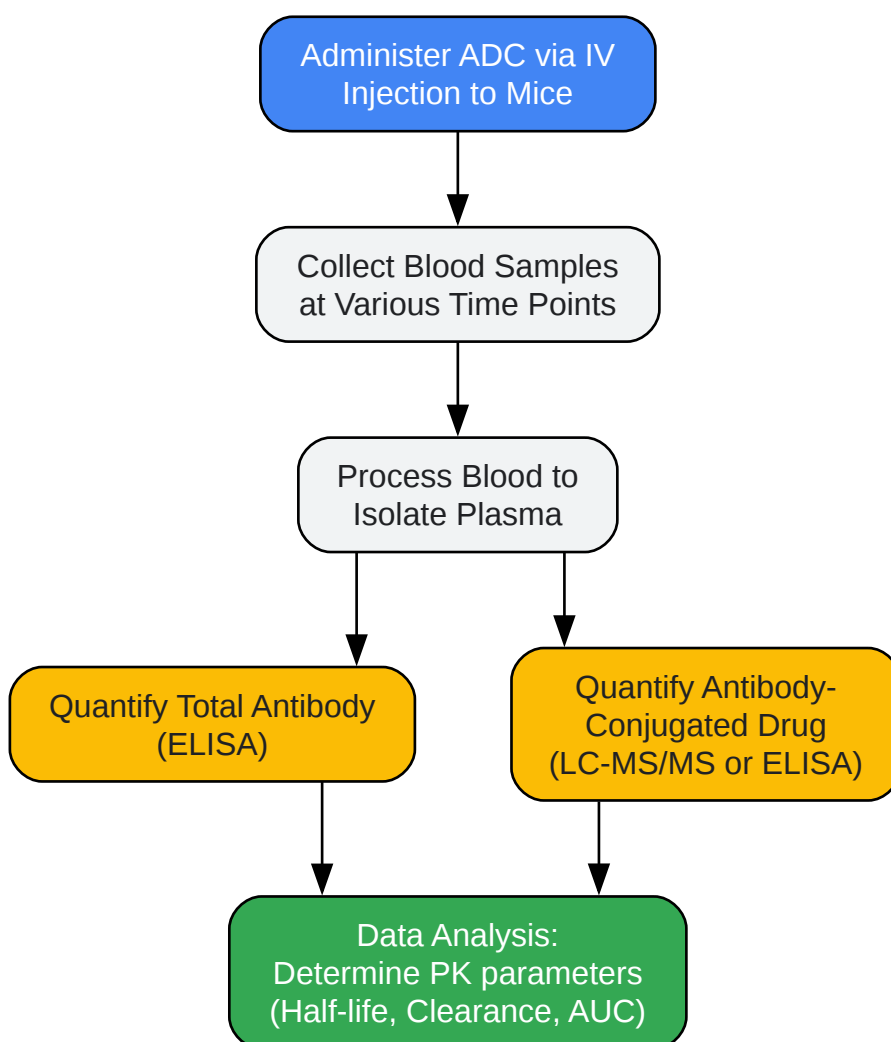 Administer ADC via IV
Injection to Mice
Collect Blood Samples
at Various Time Points
Process Blood to
Isolate Plasma
Quantify Total Antibody
(ELISA)
Quantify Antibody-
Conjugated Drug
(LC-MS/MS or ELISA)
Data Analysis:
Determine PK parameters
(Half-life, Clearance, AUC)